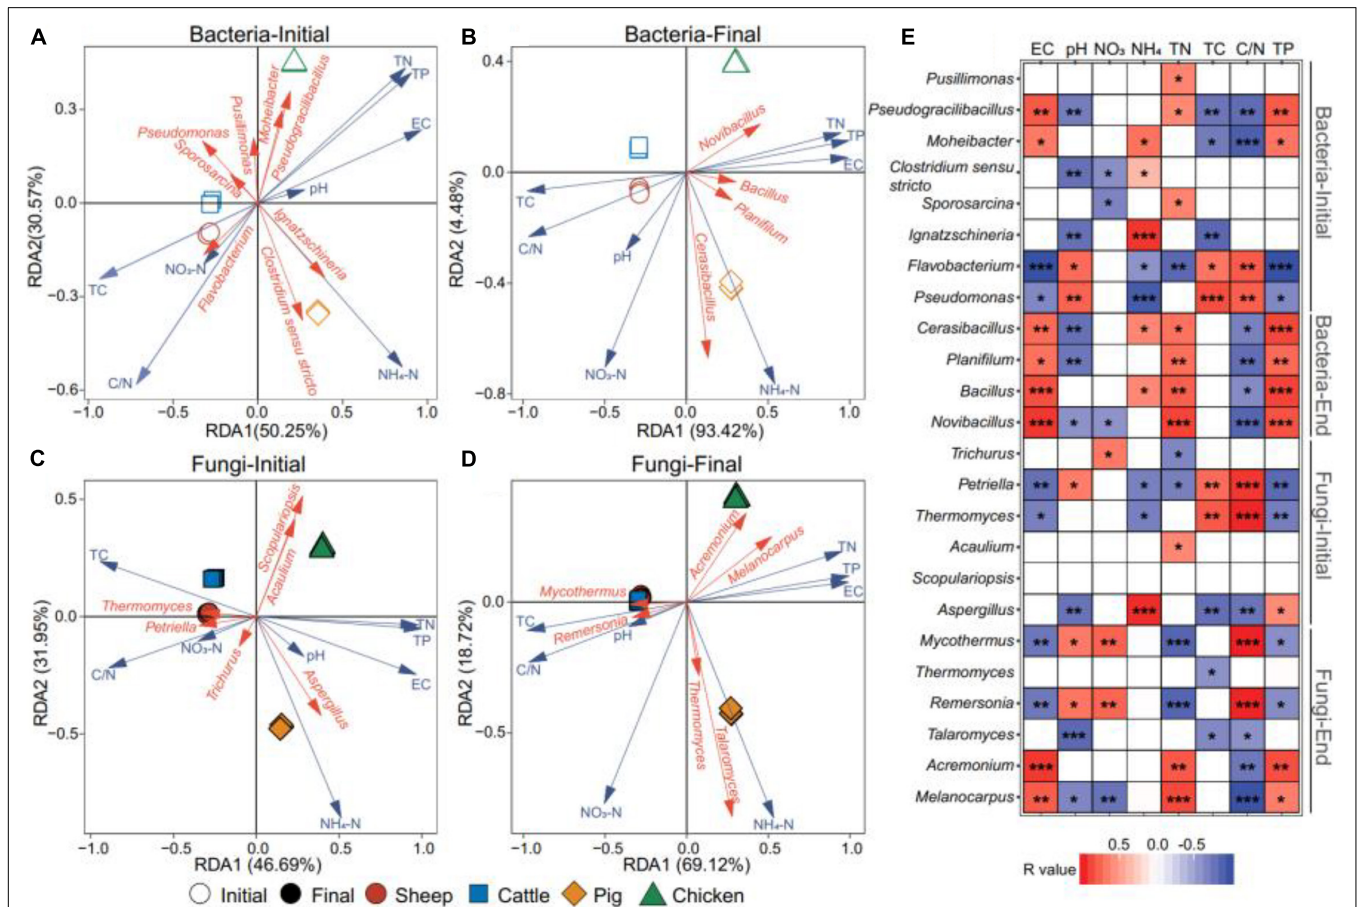 A
Bacteria-Initial
RDA2(30.57%)
0.3
0.0
−0.3
−0.6
−1.0
−0.5
0.0
0.5
1.0
RDA1(50.25%)
TN
TP
EC
pH
NH₄-N
C/N
TC
NO₃-N
Pseudomonas
Sporosarcina
Pusillimonas
Moheibacter
Pseudogracilibacillus
Ignatzschineria
Clostridium sensu stricto
Flavobacterium
B
Bacteria-Final
RDA2 (4.48%)
0.4
0.0
−0.4
−0.8
−1.0
−0.5
0.0
0.5
1.0
RDA1 (93.42%)
TN
TP
EC
TC
C/N
pH
NO₃-N
NH₄-N
Novibacillus
Bacillus
Planifilum
Cerasibacillus
C
Fungi-Initial
RDA2 (31.95%)
0.5
0.0
−0.5
−1.0
−0.5
0.0
0.5
1.0
RDA1 (46.69%)
TC
TN
TP
EC
pH
C/N
NO₃-N
NH₄-N
Scopulariopsis
Acaulium
Thermomyces
Petriella
Trichurus
Aspergillus
D
Fungi-Final
RDA2 (18.72%)
0.0
−0.5
−1.0
−0.5
0.0
0.5
1.0
RDA1 (69.12%)
TN
TP
EC
TC
C/N
pH
NO₃-N
NH₄-N
Acremonium
Melanocarpus
Mycothermus
Remersonia
Thermomyces
Talaromyces
Initial Final Sheep Cattle Pig Chicken
E
EC pH NO₃ NH₄ TN TC C/N TP
Pusillimonas *
Pseudogracilibacillus ** ** * ** ** **
Moheibacter * * * *** *
Clostridium sensu
stricto ** * *
Sporosarcina * *
Ignatzschineria ** *** **
Flavobacterium *** * * ** * ** ***
Pseudomonas * ** *** *** ** *
Cerasibacillus ** ** * * * ***
Planifilum * ** ** ** **
Bacillus *** * ** * ***
Novibacillus *** * * *** *** ***
Trichurus * *
Petriella ** * * * ** *** **
Thermomyces * * ** *** **
Acaulium *
Scopulariopsis
Aspergillus ** *** ** ** *
Mycothermus ** * ** *** *** *
Thermomyces *
Remersonia ** * ** *** *** *
Talaromyces *** * *
Acremonium *** ** ** **
Melanocarpus ** * ** *** *** *
Bacteria-Initial
Bacteria-End
Fungi-Initial
Fungi-End
0.5 0.0 -0.5
R value